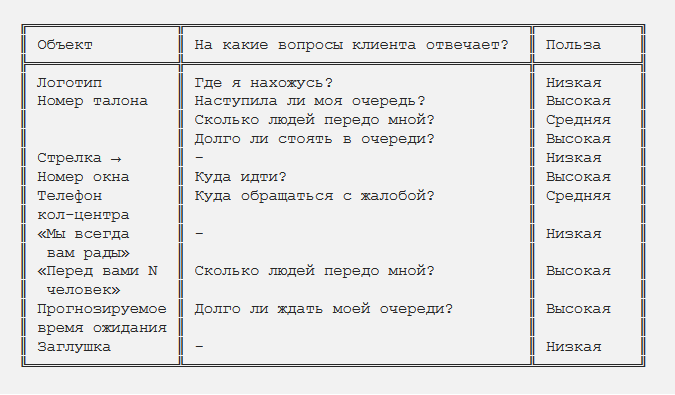 Объект На какие вопросы клиента отвечает? Польза
Логотип Где я нахожусь? Низкая
Номер талона Наступила ли моя очередь? Высокая
Сколько людей передо мной? Средняя
Долго ли стоять в очереди? Высокая
Стрелка → – Низкая
Номер окна Куда идти? Высокая
Телефон Куда обращаться с жалобой? Средняя
кол-центра
«Мы всегда – Низкая
вам рады»
«Перед вами N Сколько людей передо мной? Высокая
человек»
Прогнозируемое Долго ли ждать моей очереди? Высокая
время ожидания
Заглушка – Низкая